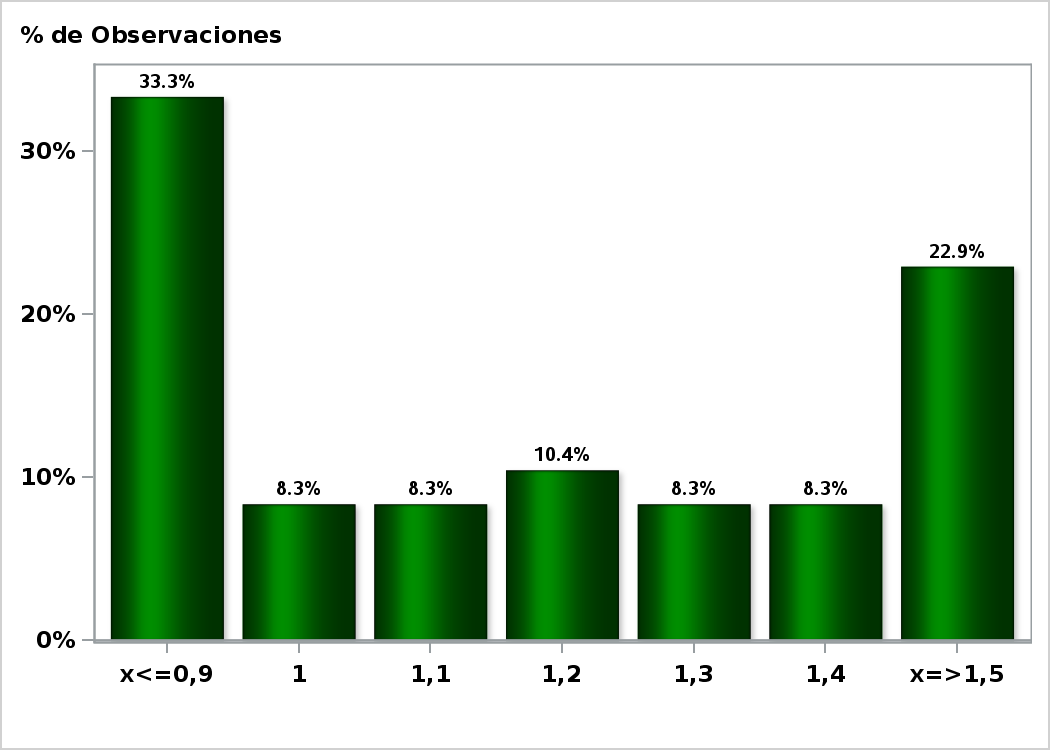 % de Observaciones
33.3%
30%
22.9%
20%
10.4%
10%
8.3% 8.3% 8.3% 8.3%
0%
x<=0,9 1 1,1 1,2 1,3 1,4 x=>1,5